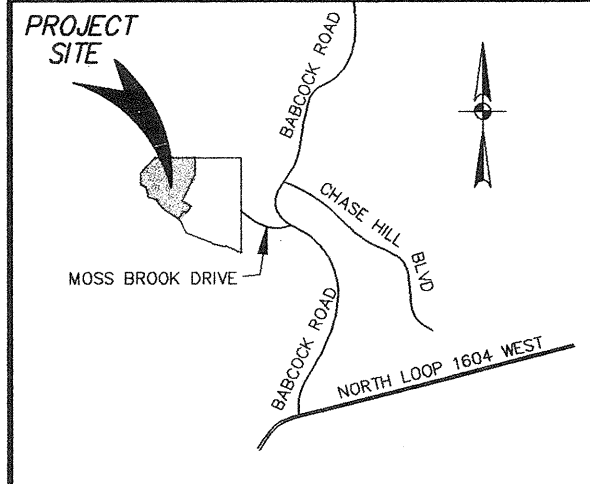 PROJECT
SITE
BABCOCK ROAD
CHASE HILL BLVD
MOSS BROOK DRIVE
BABCOCK ROAD
NORTH LOOP 1604 WEST